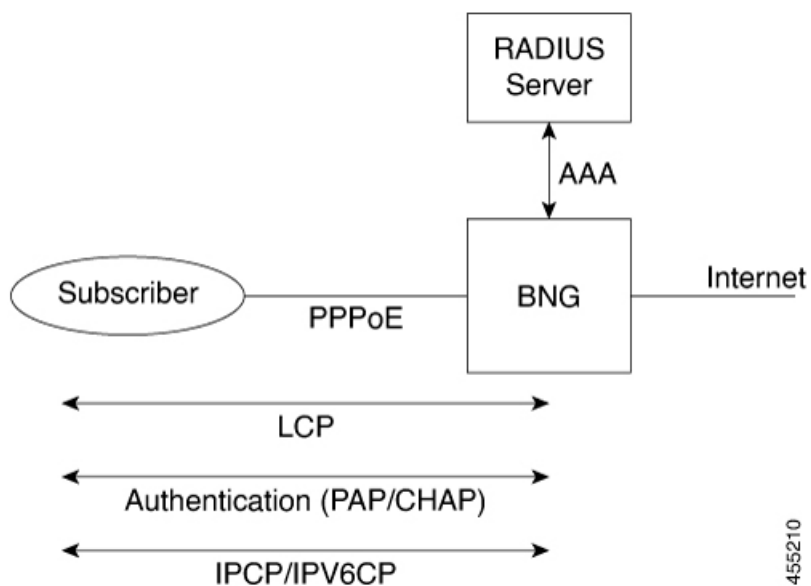 RADIUS
Server
AAA
Subscriber
PPPoE
BNG
Internet
LCP
Authentication (PAP/CHAP)
IPCP/IPV6CP
455210